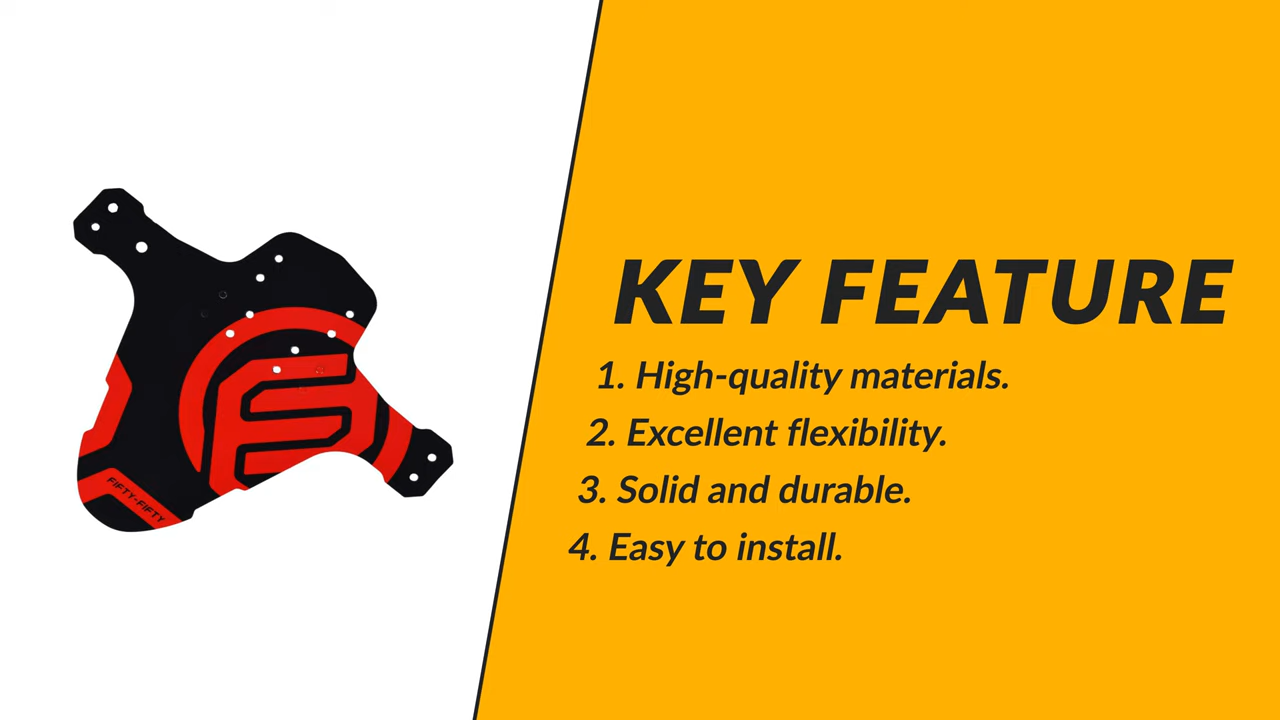 KEY FEATURE
1. High-quality materials.
2. Excellent flexibility.
3. Solid and durable.
4. Easy to install.
FIFTY-FIFTY